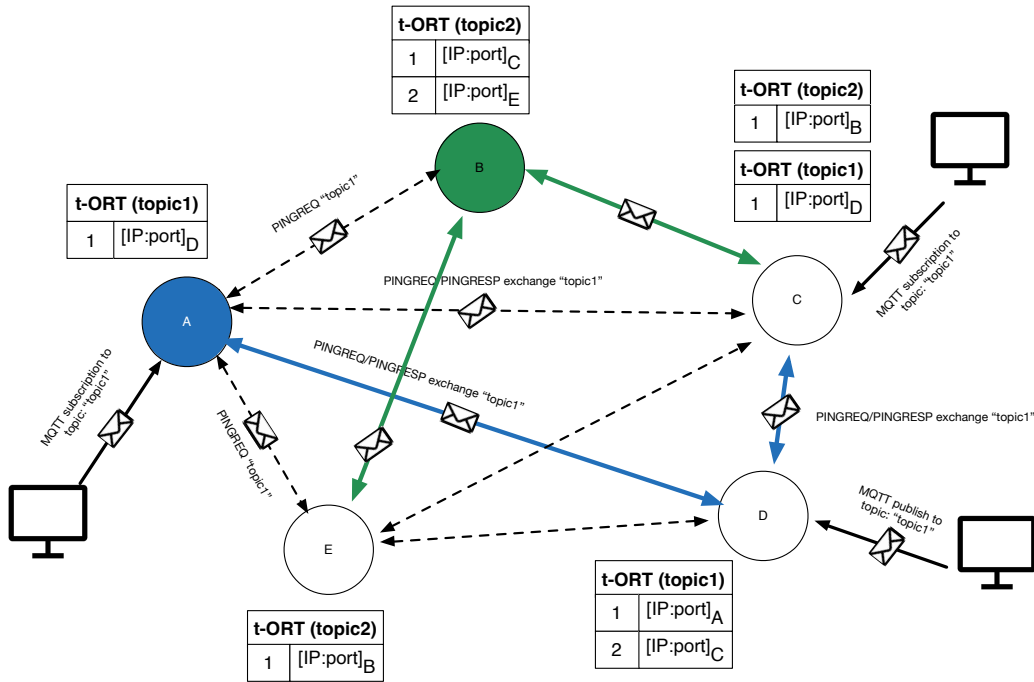 t-ORT (topic2)
1 [IP:port]C
2 [IP:port]E
t-ORT (topic2)
1 [IP:port]B
t-ORT (topic1)
1 [IP:port]D
t-ORT (topic1)
1 [IP:port]D
B
PINGREQ “topic1”
PINGREQ/PINGRESP exchange “topic1”
A
C
MQTT subscription to
topic: “topic1”
PINGREQ/PINGRESP exchange “topic1”
MQTT subscription to
topic: “topic1”
PINGREQ “topic1”
PINGREQ/PINGRESP exchange “topic1”
E
D
MQTT publish to
topic: “topic1”
t-ORT (topic1)
1 [IP:port]A
2 [IP:port]C
t-ORT (topic2)
1 [IP:port]B